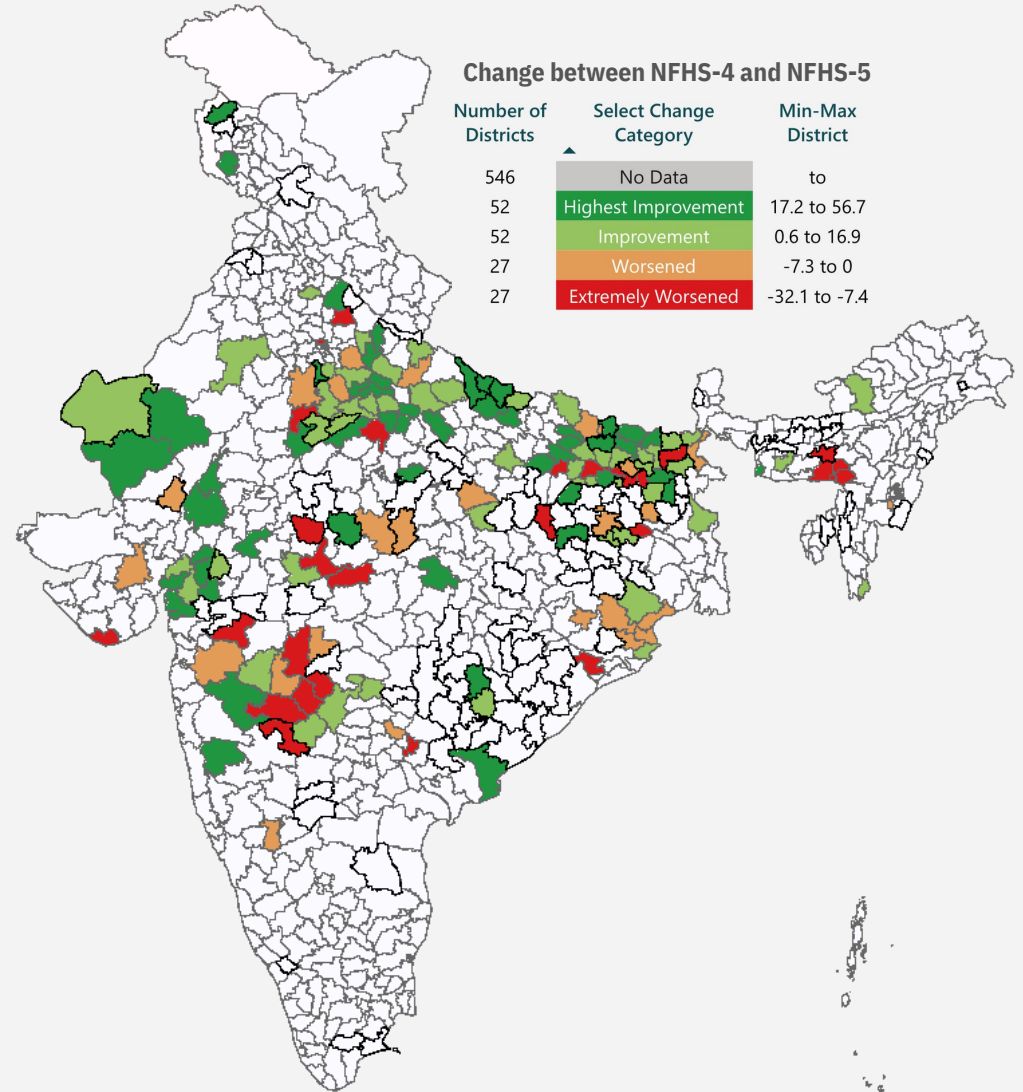 Change between NFHS-4 and NFHS-5
Number of Districts Select Change Category Min-Max District
546 No Data to
52 Highest Improvement 17.2 to 56.7
52 Improvement 0.6 to 16.9
27 Worsened -7.3 to 0
27 Extremely Worsened -32.1 to -7.4